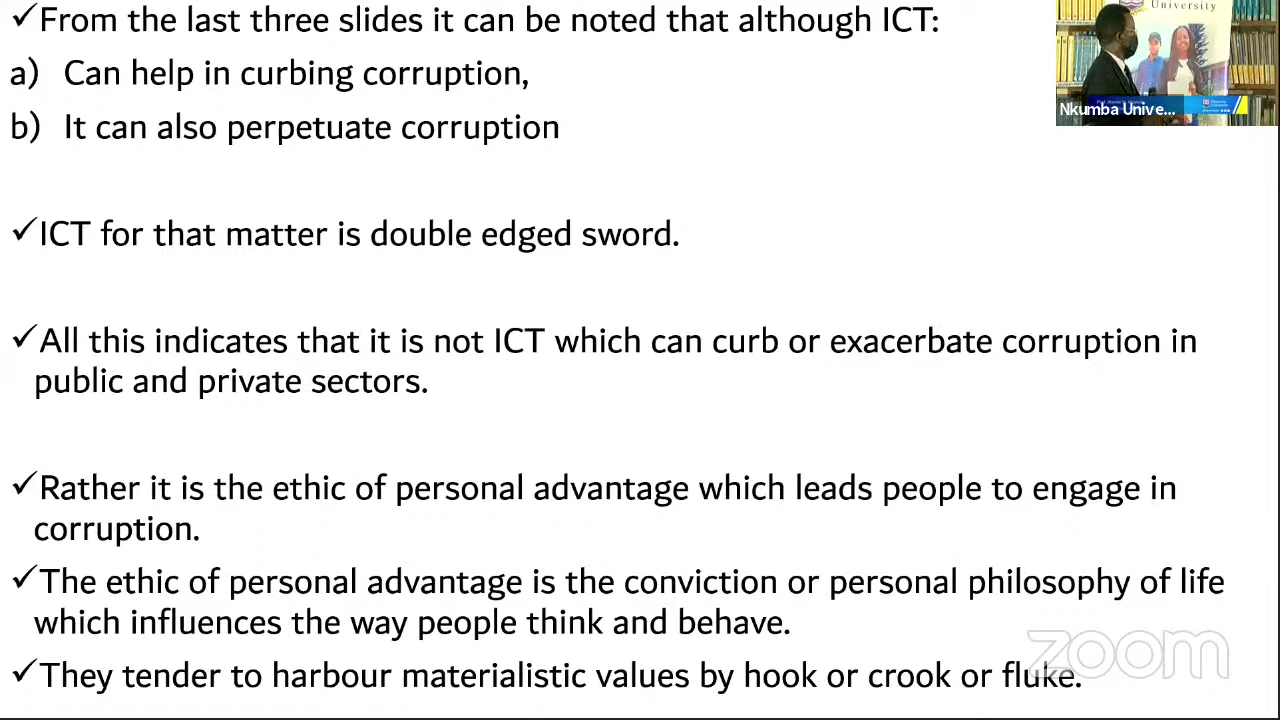 ✓From the last three slides it can be noted that although ICT:
a) Can help in curbing corruption,
b) It can also perpetuate corruption
✓ICT for that matter is double edged sword.
✓All this indicates that it is not ICT which can curb or exacerbate corruption in
public and private sectors.
✓Rather it is the ethic of personal advantage which leads people to engage in
corruption.
✓The ethic of personal advantage is the conviction or personal philosophy of life
which influences the way people think and behave.
✓They tender to harbour materialistic values by hook or crook or fluke.
University
Nkumba Unive...
zoom